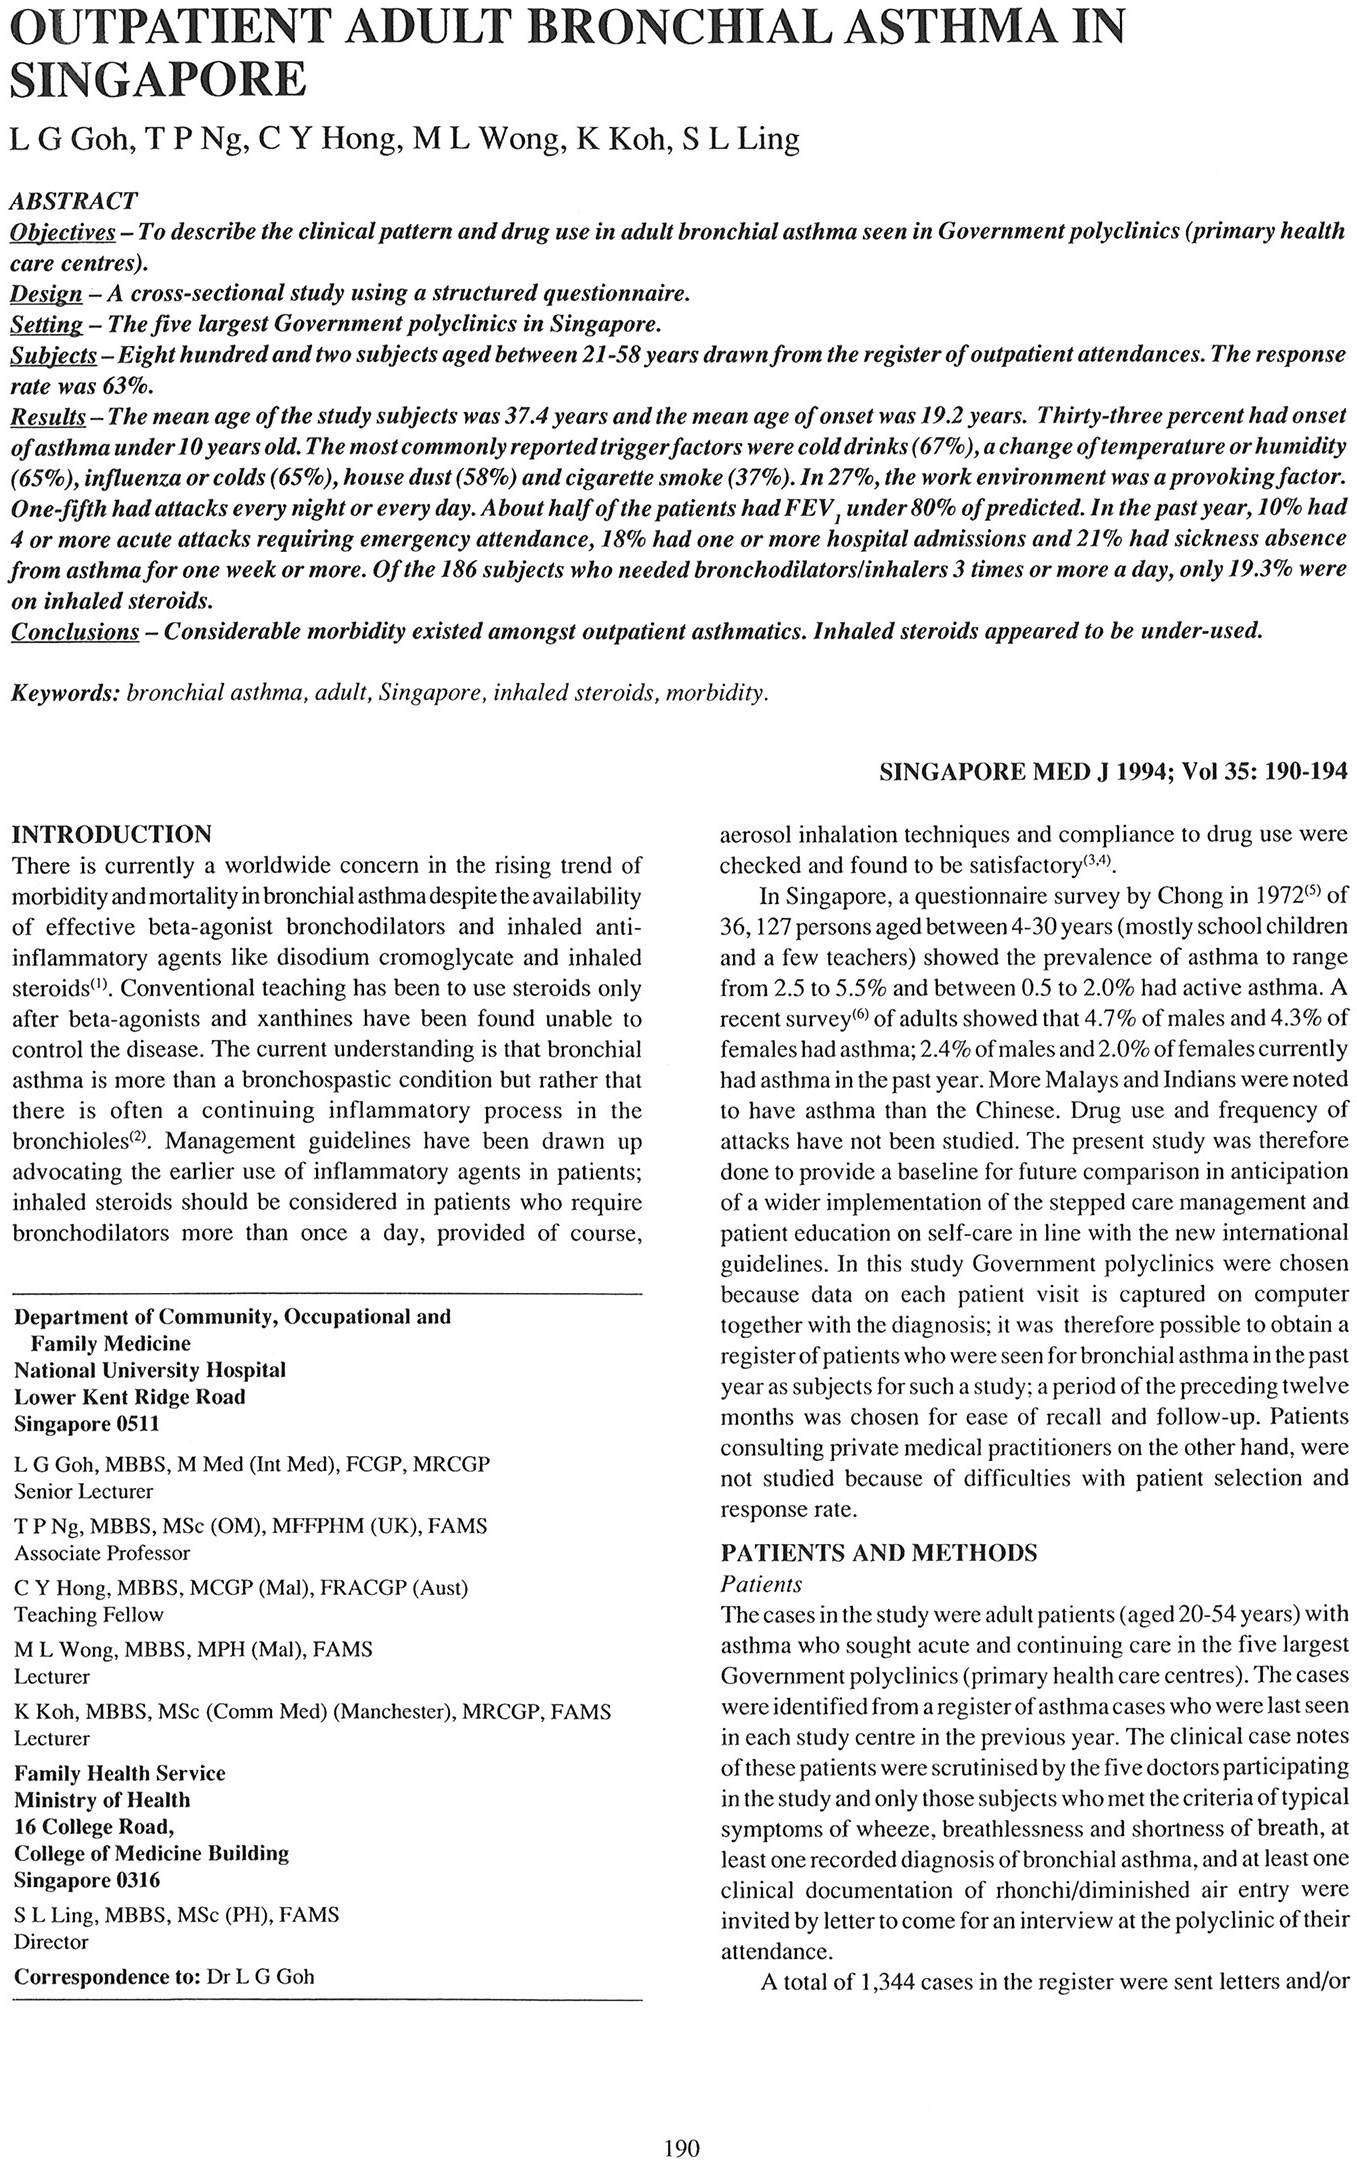 OUTPATIENT ADULT BRONCHIAL ASTHMA IN
SINGAPORE
L G Goh, T P Ng, C Y Hong, M L Wong, K Koh, S L Ling
ABSTRACT
Objectives – To describe the clinical pattern and drug use in adult bronchial asthma seen in Government polyclinics (primary health
care centres).
Design – A cross-sectional study using a structured questionnaire.
Setting – The five largest Government polyclinics in Singapore.
Subjects – Eight hundred and two subjects aged between 21-58 years drawn from the register of outpatient attendances. The response
rate was 63%.
Results – The mean age of the study subjects was 37.4 years and the mean age of onset was 19.2 years. Thirty-three percent had onset
of asthma under 10 years old. The most commonly reported trigger factors were cold drinks (67%), a change of temperature or humidity
(65%), influenza or colds (65%), house dust (58%) and cigarette smoke (37%). In 27%, the work environment was a provoking factor.
One-fifth had attacks every night or every day. About half of the patients had FEV₁ under 80% of predicted. In the past year, 10% had
4 or more acute attacks requiring emergency attendance, 18% had one or more hospital admissions and 21% had sickness absence
from asthma for one week or more. Of the 186 subjects who needed bronchodilators/inhalers 3 times or more a day, only 19.3% were
on inhaled steroids.
Conclusions – Considerable morbidity existed amongst outpatient asthmatics. Inhaled steroids appeared to be under-used.
Keywords: bronchial asthma, adult, Singapore, inhaled steroids, morbidity.
SINGAPORE MED J 1994; Vol 35: 190-194
INTRODUCTION
There is currently a worldwide concern in the rising trend of
morbidity and mortality in bronchial asthma despite the availability
of effective beta-agonist bronchodilators and inhaled anti-
inflammatory agents like disodium cromoglycate and inhaled
steroids⁽¹⁾. Conventional teaching has been to use steroids only
after beta-agonists and xanthines have been found unable to
control the disease. The current understanding is that bronchial
asthma is more than a bronchospastic condition but rather that
there is often a continuing inflammatory process in the
bronchioles⁽²⁾. Management guidelines have been drawn up
advocating the earlier use of inflammatory agents in patients;
inhaled steroids should be considered in patients who require
bronchodilators more than once a day, provided of course,
Department of Community, Occupational and
Family Medicine
National University Hospital
Lower Kent Ridge Road
Singapore 0511
L G Goh, MBBS, M Med (Int Med), FCGP, MRCGP
Senior Lecturer
T P Ng, MBBS, MSc (OM), MFFPHM (UK), FAMS
Associate Professor
C Y Hong, MBBS, MCGP (Mal), FRACGP (Aust)
Teaching Fellow
M L Wong, MBBS, MPH (Mal), FAMS
Lecturer
K Koh, MBBS, MSc (Comm Med) (Manchester), MRCGP, FAMS
Lecturer
Family Health Service
Ministry of Health
16 College Road,
College of Medicine Building
Singapore 0316
S L Ling, MBBS, MSc (PH), FAMS
Director
Correspondence to: Dr L G Goh
aerosol inhalation techniques and compliance to drug use were
checked and found to be satisfactory⁽³,⁴⁾.
In Singapore, a questionnaire survey by Chong in 1972⁽⁵⁾ of
36, 127 persons aged between 4-30 years (mostly school children
and a few teachers) showed the prevalence of asthma to range
from 2.5 to 5.5% and between 0.5 to 2.0% had active asthma. A
recent survey⁽⁶⁾ of adults showed that 4.7% of males and 4.3% of
females had asthma; 2.4% of males and 2.0% of females currently
had asthma in the past year. More Malays and Indians were noted
to have asthma than the Chinese. Drug use and frequency of
attacks have not been studied. The present study was therefore
done to provide a baseline for future comparison in anticipation
of a wider implementation of the stepped care management and
patient education on self-care in line with the new international
guidelines. In this study Government polyclinics were chosen
because data on each patient visit is captured on computer
together with the diagnosis; it was therefore possible to obtain a
register of patients who were seen for bronchial asthma in the past
year as subjects for such a study; a period of the preceding twelve
months was chosen for ease of recall and follow-up. Patients
consulting private medical practitioners on the other hand, were
not studied because of difficulties with patient selection and
response rate.
PATIENTS AND METHODS
Patients
The cases in the study were adult patients (aged 20-54 years) with
asthma who sought acute and continuing care in the five largest
Government polyclinics (primary health care centres). The cases
were identified from a register of asthma cases who were last seen
in each study centre in the previous year. The clinical case notes
of these patients were scrutinised by the five doctors participating
in the study and only those subjects who met the criteria of typical
symptoms of wheeze, breathlessness and shortness of breath, at
least one recorded diagnosis of bronchial asthma, and at least one
clinical documentation of rhonchi/diminished air entry were
invited by letter to come for an interview at the polyclinic of their
attendance.
A total of 1,344 cases in the register were sent letters and/or
190